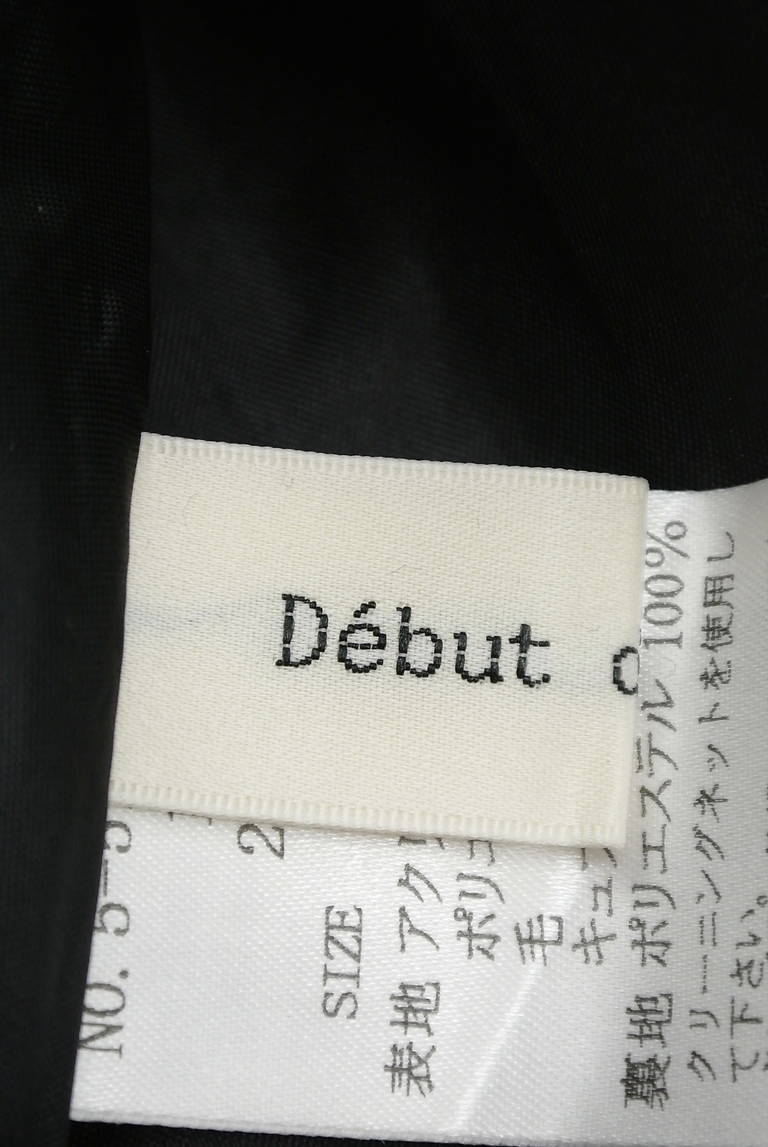 Début
NO. 5-5
2
SIZE
表地 アクリ
ポリエ
毛
キュプ
裏地 ポリエステル 100%
クリーニングネットを使用し
て下さい。